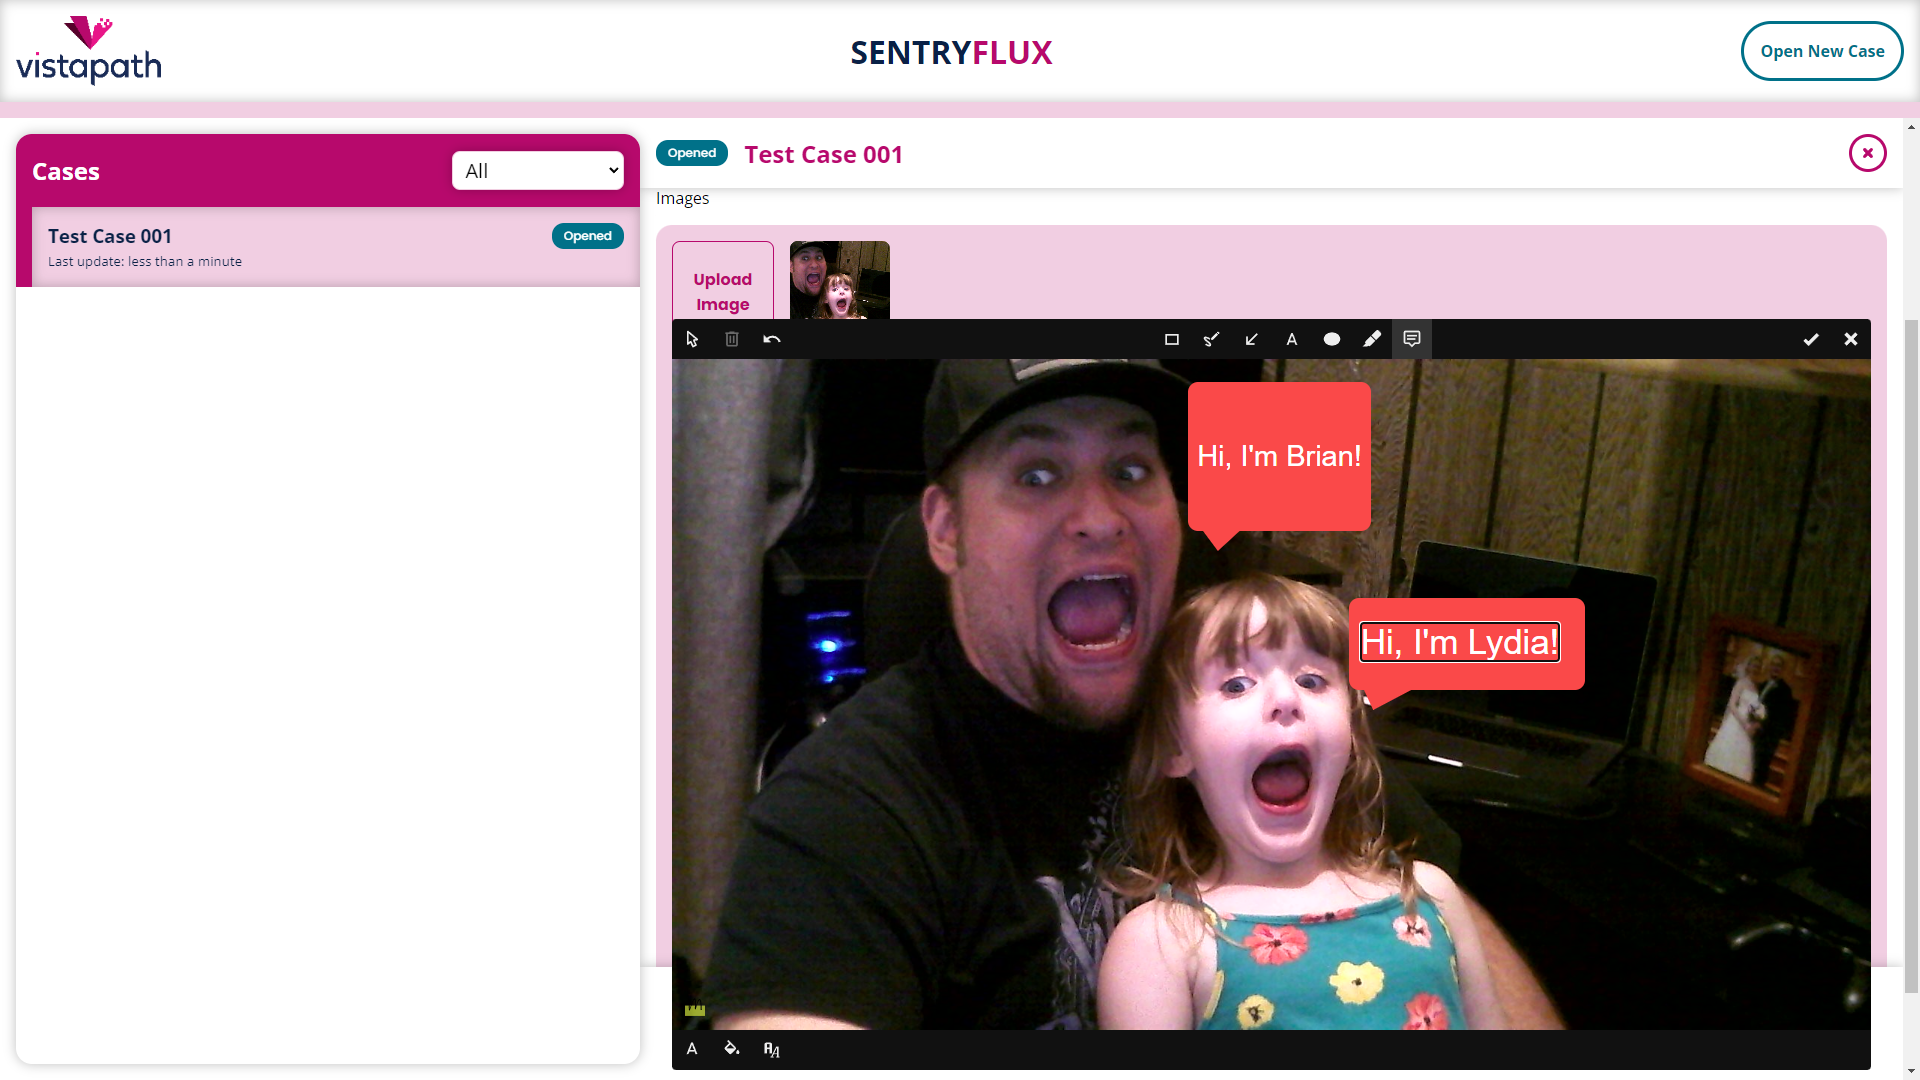 vistapath
SENTRYFLUX
Open New Case
Cases
All
Test Case 001
Opened
Last update: less than a minute
Opened
Test Case 001
Images
Upload
Image
A
Hi, I'm Brian!
Hi, I'm Lydia!
A
AA